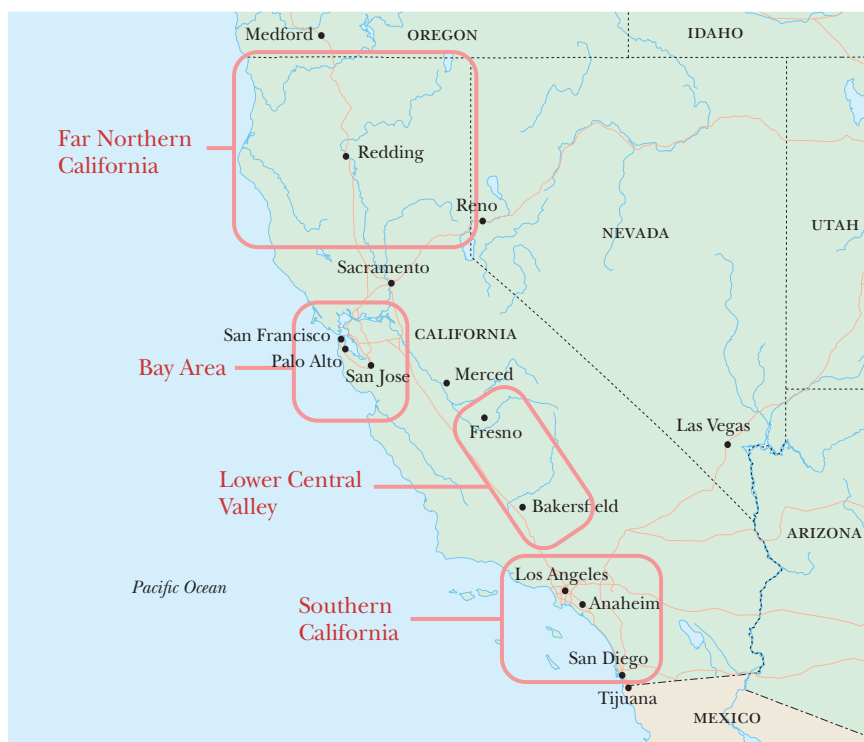 Medford
OREGON
IDAHO
Far Northern
California
Redding
Reno
NEVADA
UTAH
Sacramento
San Francisco
CALIFORNIA
Bay Area
Palo Alto
San Jose
Merced
Fresno
Las Vegas
Lower Central
Valley
Bakersfield
ARIZONA
Pacific Ocean
Los Angeles
Anaheim
Southern
California
San Diego
Tijuana
MEXICO